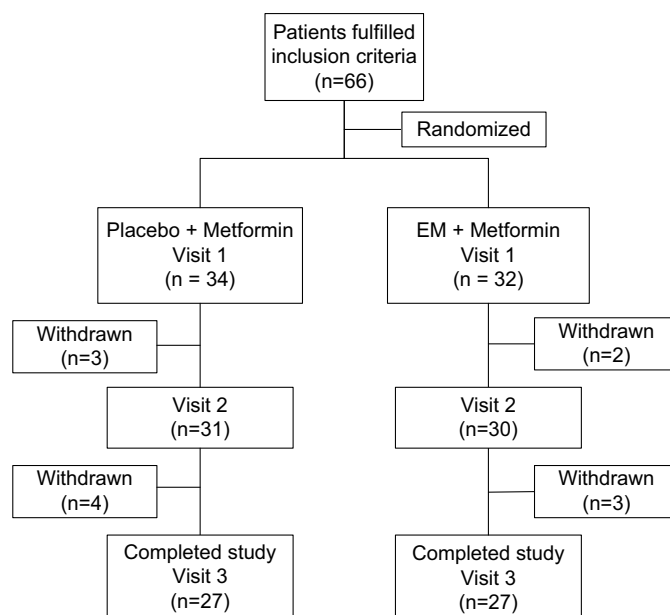 Patients fulfilled
inclusion criteria
(n=66)
Randomized
Placebo + Metformin
Visit 1
(n = 34)
EM + Metformin
Visit 1
(n = 32)
Withdrawn
(n=3)
Withdrawn
(n=2)
Visit 2
(n=31)
Visit 2
(n=30)
Withdrawn
(n=4)
Withdrawn
(n=3)
Completed study
Visit 3
(n=27)
Completed study
Visit 3
(n=27)